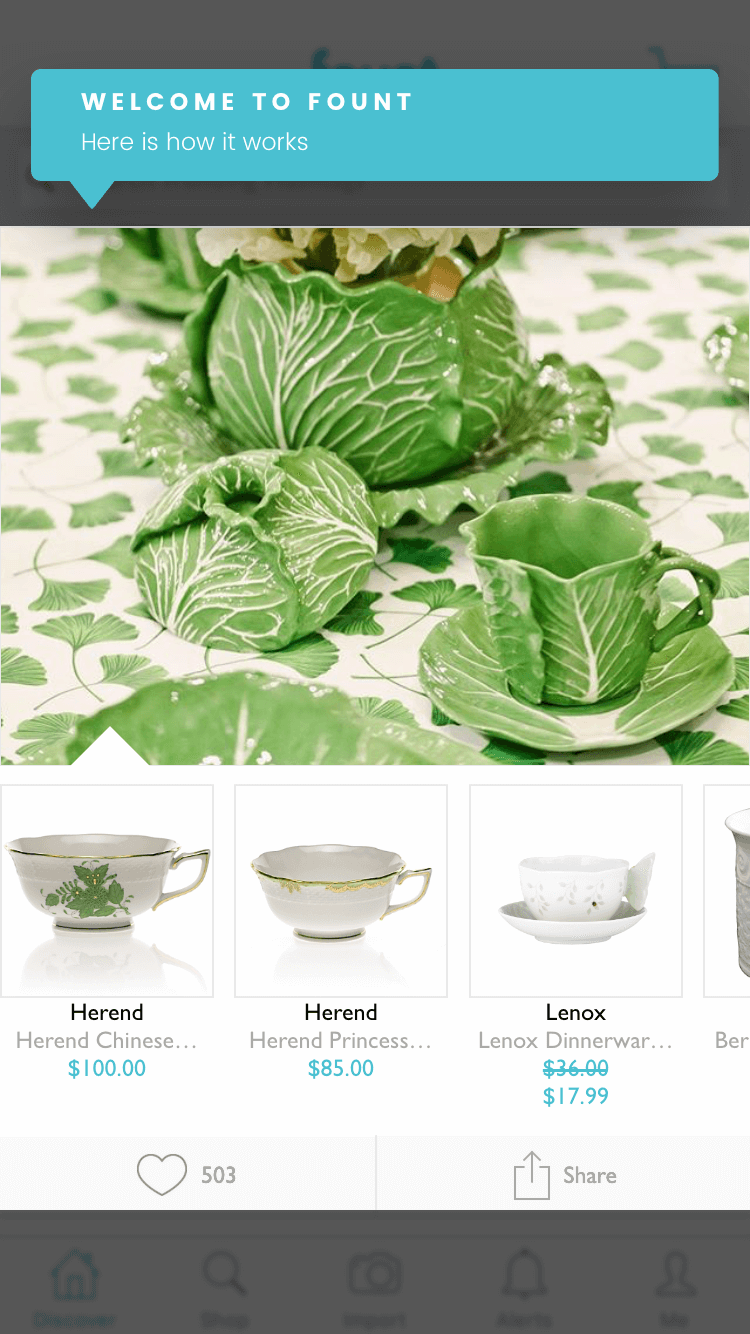 WELCOME TO FOUNT
Here is how it works
Herend
Herend Chinese...
$100.00
Herend
Herend Princess...
$85.00
Lenox
Lenox Dinnerwar...
$36.00
$17.99
Ber
503
Share
Discover
Shop
Import
Alerts
Me